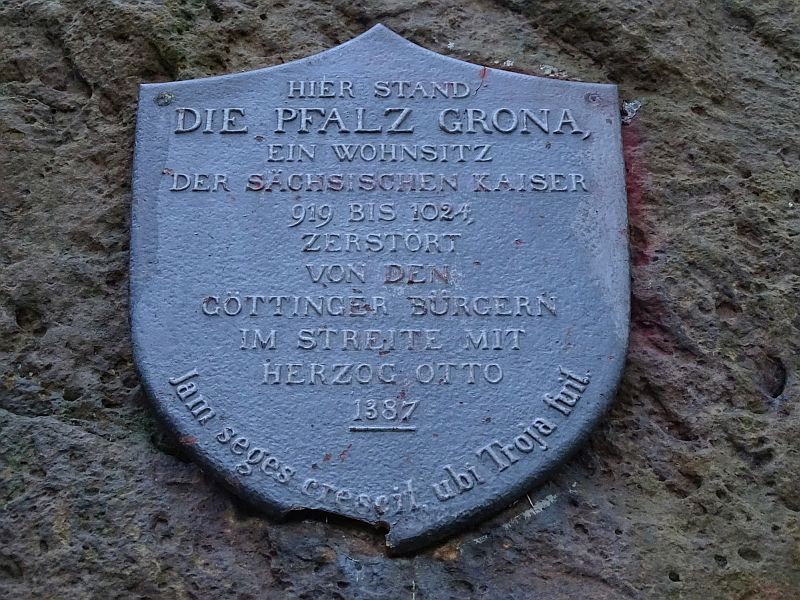 HIER STAND
DIE PFALZ GRONA,
EIN WOHNSITZ
DER SÄCHSISCHEN KAISER
919 BIS 1024,
ZERSTÖRT
VON DEN
GÖTTINGER BÜRGERN
IM STREITE MIT
HERZOG OTTO
1387
Jam seges crescit, ubi Troja fuit.